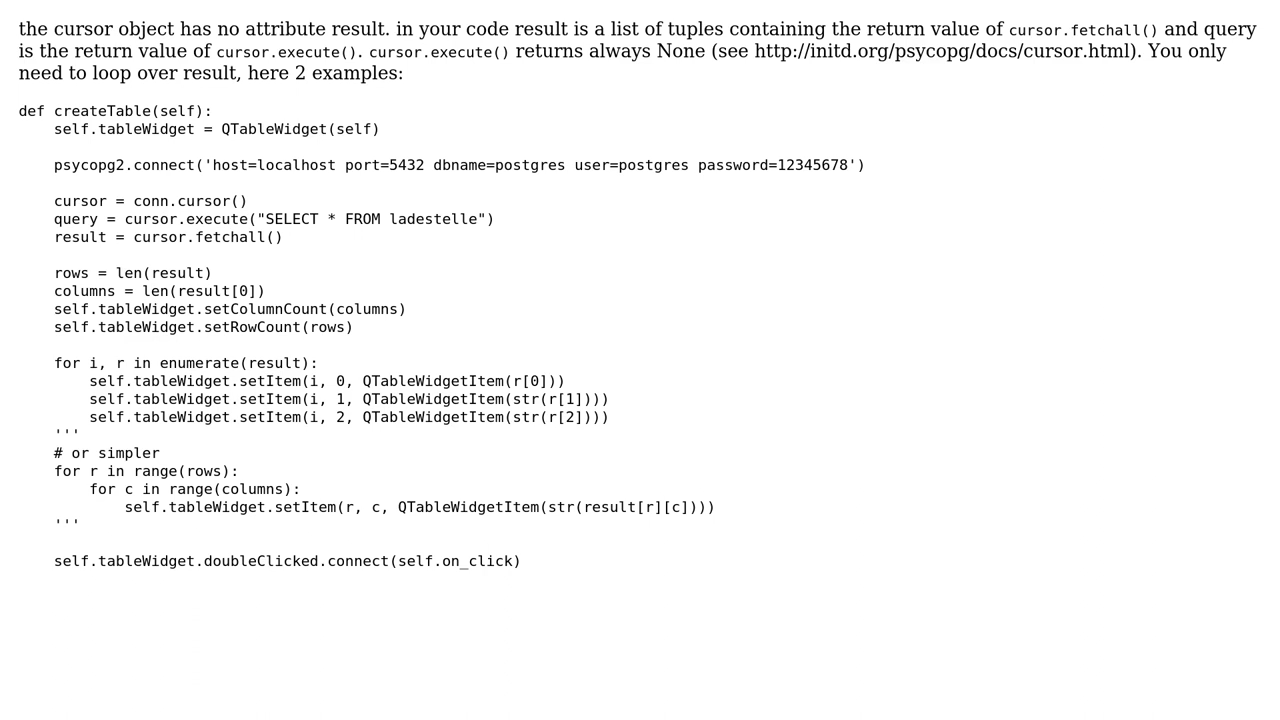 the cursor object has no attribute result. in your code result is a list of tuples containing the return value of cursor.fetchall() and query
is the return value of cursor.execute(). cursor.execute() returns always None (see http://initd.org/psycopg/docs/cursor.html). You only
need to loop over result, here 2 examples:
def createTable(self):
    self.tableWidget = QTableWidget(self)
    psycopg2.connect('host=localhost port=5432 dbname=postgres user=postgres password=12345678')
    cursor = conn.cursor()
    query = cursor.execute("SELECT * FROM ladestelle")
    result = cursor.fetchall()
    rows = len(result)
    columns = len(result[0])
    self.tableWidget.setColumnCount(columns)
    self.tableWidget.setRowCount(rows)
    for i, r in enumerate(result):
        self.tableWidget.setItem(i, 0, QTableWidgetItem(r[0]))
        self.tableWidget.setItem(i, 1, QTableWidgetItem(str(r[1])))
        self.tableWidget.setItem(i, 2, QTableWidgetItem(str(r[2])))
    '''
    # or simpler
    for r in range(rows):
        for c in range(columns):
            self.tableWidget.setItem(r, c, QTableWidgetItem(str(result[r][c])))
    '''
    self.tableWidget.doubleClicked.connect(self.on_click)